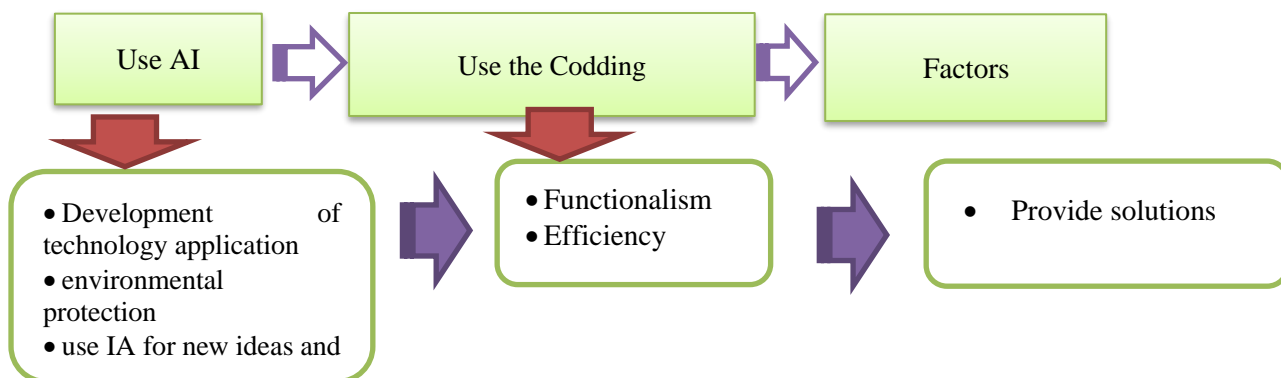 Use AI
Use the Codding
Factors
• Development of
technology application
• environmental
protection
• use IA for new ideas and
• Functionalism
• Efficiency
• Provide solutions